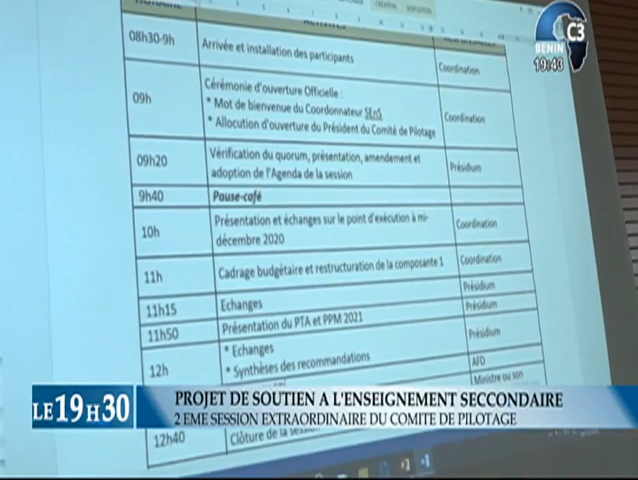 C3
BENIN
19:43
HORAIRE
ACTIVITES
08h30-9h
Arrivée et installation des participants
Coordination
09h
Cérémonie d'ouverture Officielle :
* Mot de bienvenue du Coordonnateur SEnS
* Allocution d'ouverture du Président du Comité de Pilotage
Coordination
09h20
Vérification du quorum, présentation, amendement et
adoption de l'Agenda de la session
Présidium
9h40
Pause-café
10h
Présentation et échanges sur le point d'exécution à mi-
décembre 2020
Coordination
11h
Cadrage budgétaire et restructuration de la composante 1
Coordination
11h15
Echanges
Présidium
11h50
Présentation du PTA et PPM 2021
Présidium
12h
* Echanges
* Synthèses des recommandations
Présidium
AFD
Ministre ou son
12h40
Clôture de la
LE 19H30
PROJET DE SOUTIEN A L'ENSEIGNEMENT SECCONDAIRE
2 EME SESSION EXTRAORDINAIRE DU COMITE DE PILOTAGE